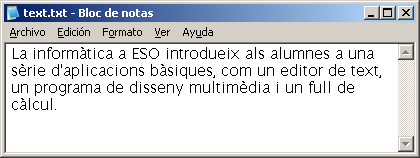 text.txt - Bloc de notas
Archivo Edición Formato Ver Ayuda
La informàtica a ESO introdueix als alumnes a una
sèrie d'aplicacions bàsiques, com un editor de text,
un programa de disseny multimèdia i un full de
càlcul.